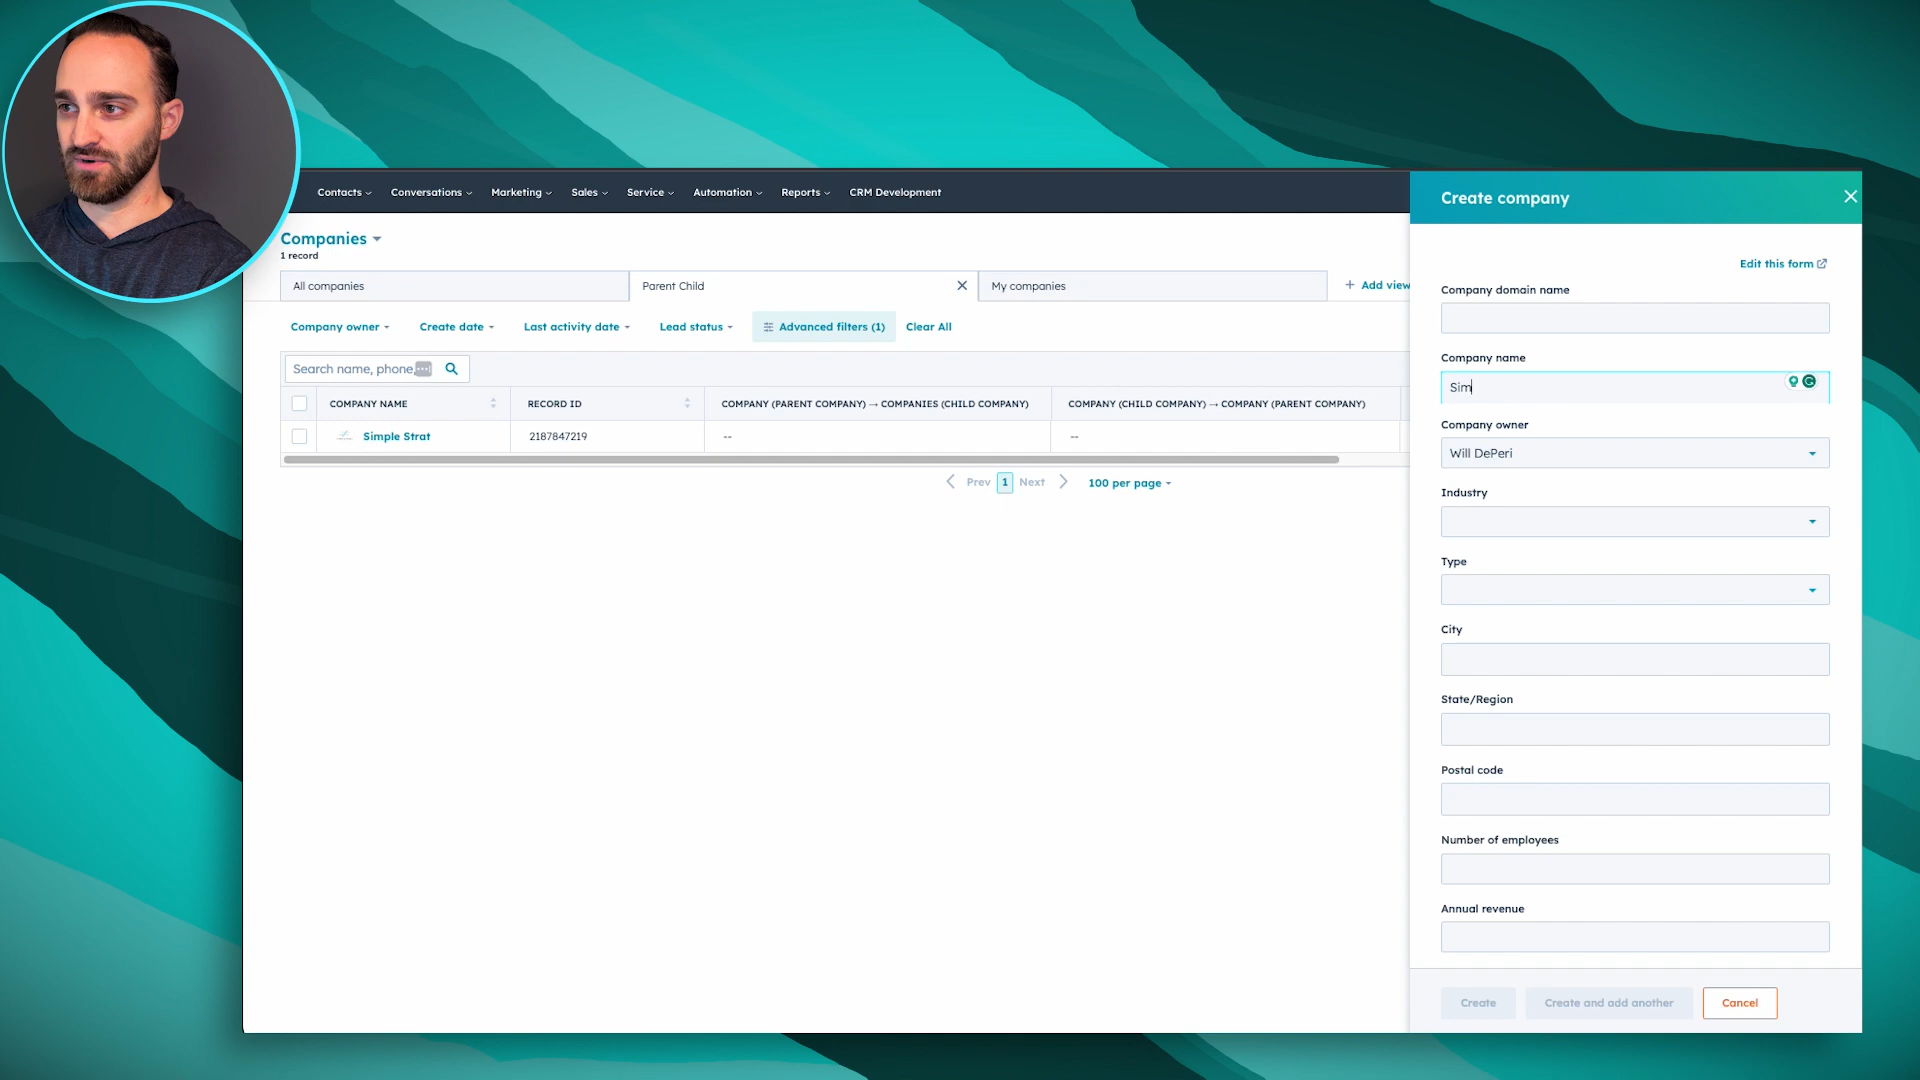 Contacts
Conversations
Marketing
Sales
Service
Automation
Reports
CRM Development
Companies
1 record
All companies
Parent Child
My companies
+ Add view
Company owner
Create date
Last activity date
Lead status
Advanced filters (1)
Clear All
Search name, phone,
COMPANY NAME
RECORD ID
COMPANY (PARENT COMPANY) → COMPANIES (CHILD COMPANY)
COMPANY (CHILD COMPANY) → COMPANY (PARENT COMPANY)
Simple Strat
2187847219
--
--
Prev
1
Next
100 per page
Create company
Edit this form
Company domain name
Company name
Sim
Company owner
Will DePeri
Industry
Type
City
State/Region
Postal code
Number of employees
Annual revenue
Create
Create and add another
Cancel